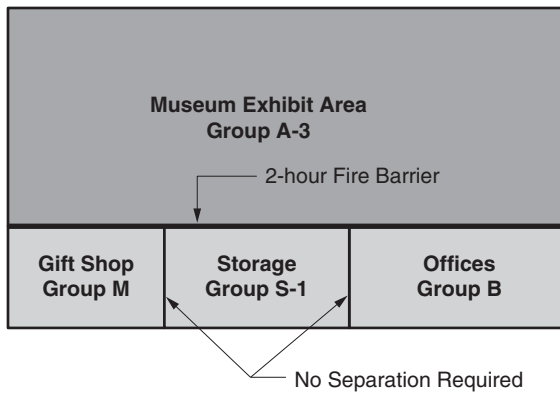 Museum Exhibit Area
Group A-3
2-hour Fire Barrier
Gift Shop
Group M
Storage
Group S-1
Offices
Group B
No Separation Required